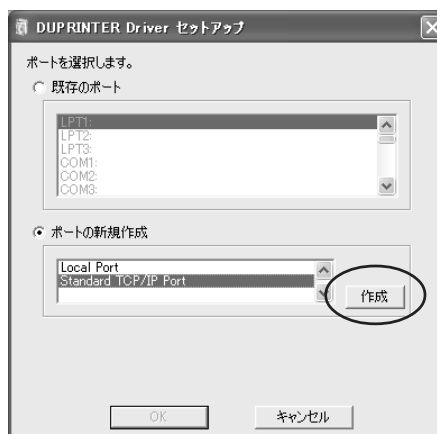 DUPRINTER Driver セットアップ
ポートを選択します。
既存のポート
LPT1:
LPT2:
LPT3:
COM1:
COM2:
COM3:
ポートの新規作成
Local Port
Standard TCP/IP Port
作成
OK
キャンセル